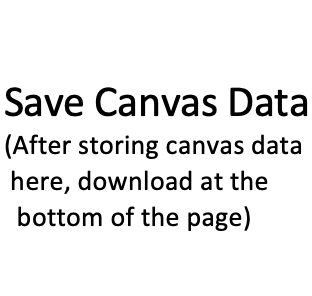 Save Canvas Data
(After storing canvas data
here, download at the
bottom of the page)